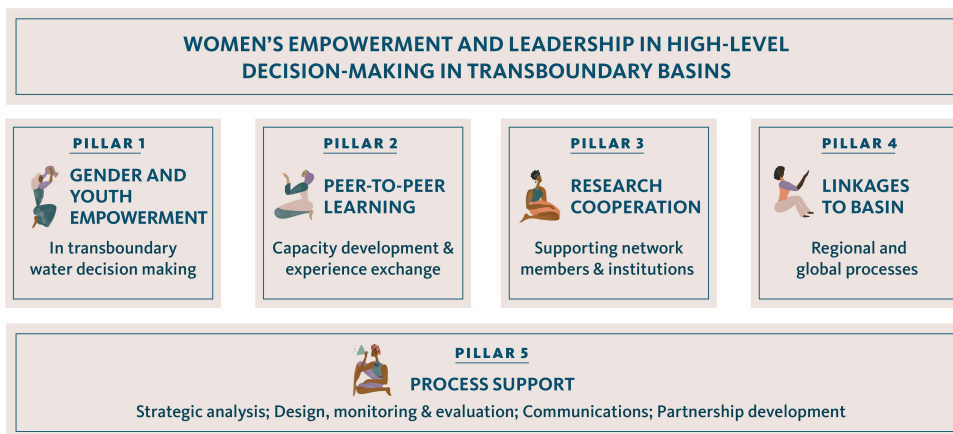 WOMEN'S EMPOWERMENT AND LEADERSHIP IN HIGH-LEVEL
DECISION-MAKING IN TRANSBOUNDARY BASINS
PILLAR 1
GENDER AND
YOUTH
EMPOWERMENT
In transboundary
water decision making
PILLAR 2
PEER-TO-PEER
LEARNING
Capacity development &
experience exchange
PILLAR 3
RESEARCH
COOPERATION
Supporting network
members & institutions
PILLAR 4
LINKAGES
TO BASIN
Regional and
global processes
PILLAR 5
PROCESS SUPPORT
Strategic analysis; Design, monitoring & evaluation; Communications; Partnership development